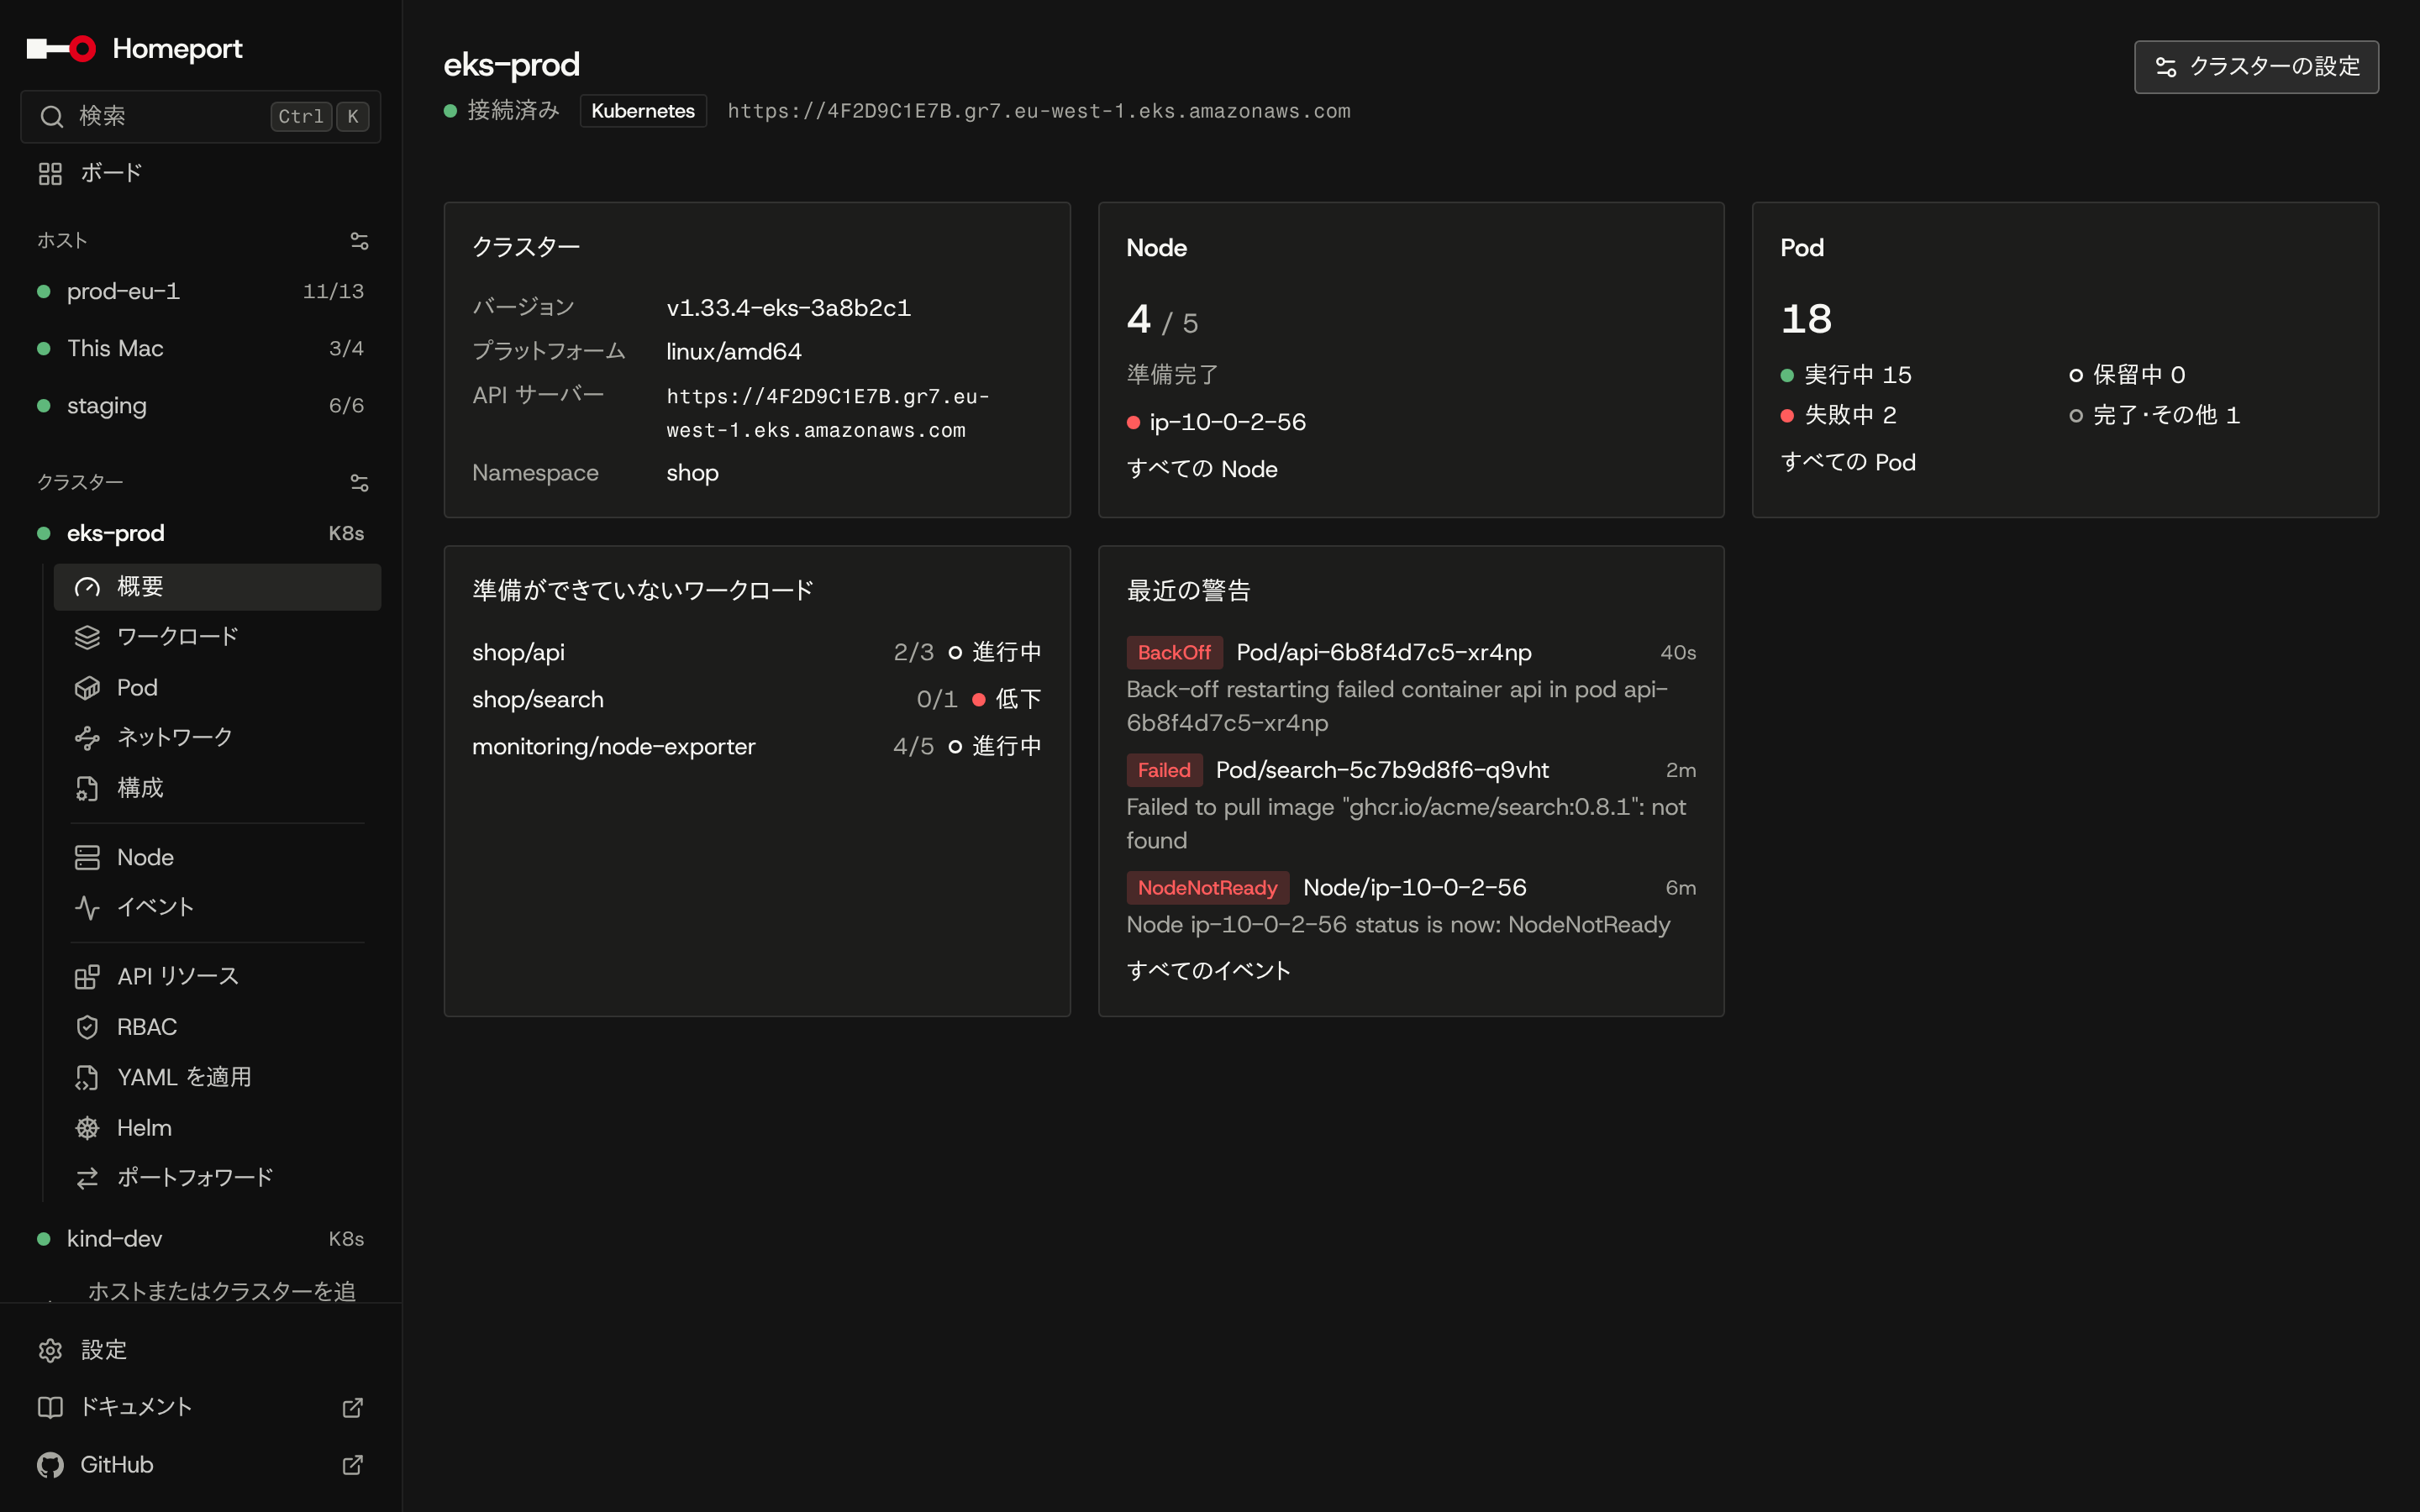 Homeport
検索 Ctrl K
ボード
ホスト
prod-eu-1 11/13
This Mac 3/4
staging 6/6
クラスター
eks-prod K8s
概要
ワークロード
Pod
ネットワーク
構成
Node
イベント
API リソース
RBAC
YAML を適用
Helm
ポートフォワード
kind-dev K8s
ホストまたはクラスターを追
設定
ドキュメント
GitHub
eks-prod
クラスターの設定
接続済み Kubernetes https://4F2D9C1E7B.gr7.eu-west-1.eks.amazonaws.com
クラスター
バージョン v1.33.4-eks-3a8b2c1
プラットフォーム linux/amd64
API サーバー https://4F2D9C1E7B.gr7.eu-
west-1.eks.amazonaws.com
Namespace shop
Node
4 / 5
準備完了
ip-10-0-2-56
すべての Node
Pod
18
実行中 15 保留中 0
失敗中 2 完了·その他 1
すべての Pod
準備ができていないワークロード
shop/api 2/3 進行中
shop/search 0/1 低下
monitoring/node-exporter 4/5 進行中
最近の警告
BackOff Pod/api-6b8f4d7c5-xr4np 40s
Back-off restarting failed container api in pod api-
6b8f4d7c5-xr4np
Failed Pod/search-5c7b9d8f6-q9vht 2m
Failed to pull image "ghcr.io/acme/search:0.8.1": not
found
NodeNotReady Node/ip-10-0-2-56 6m
Node ip-10-0-2-56 status is now: NodeNotReady
すべてのイベント